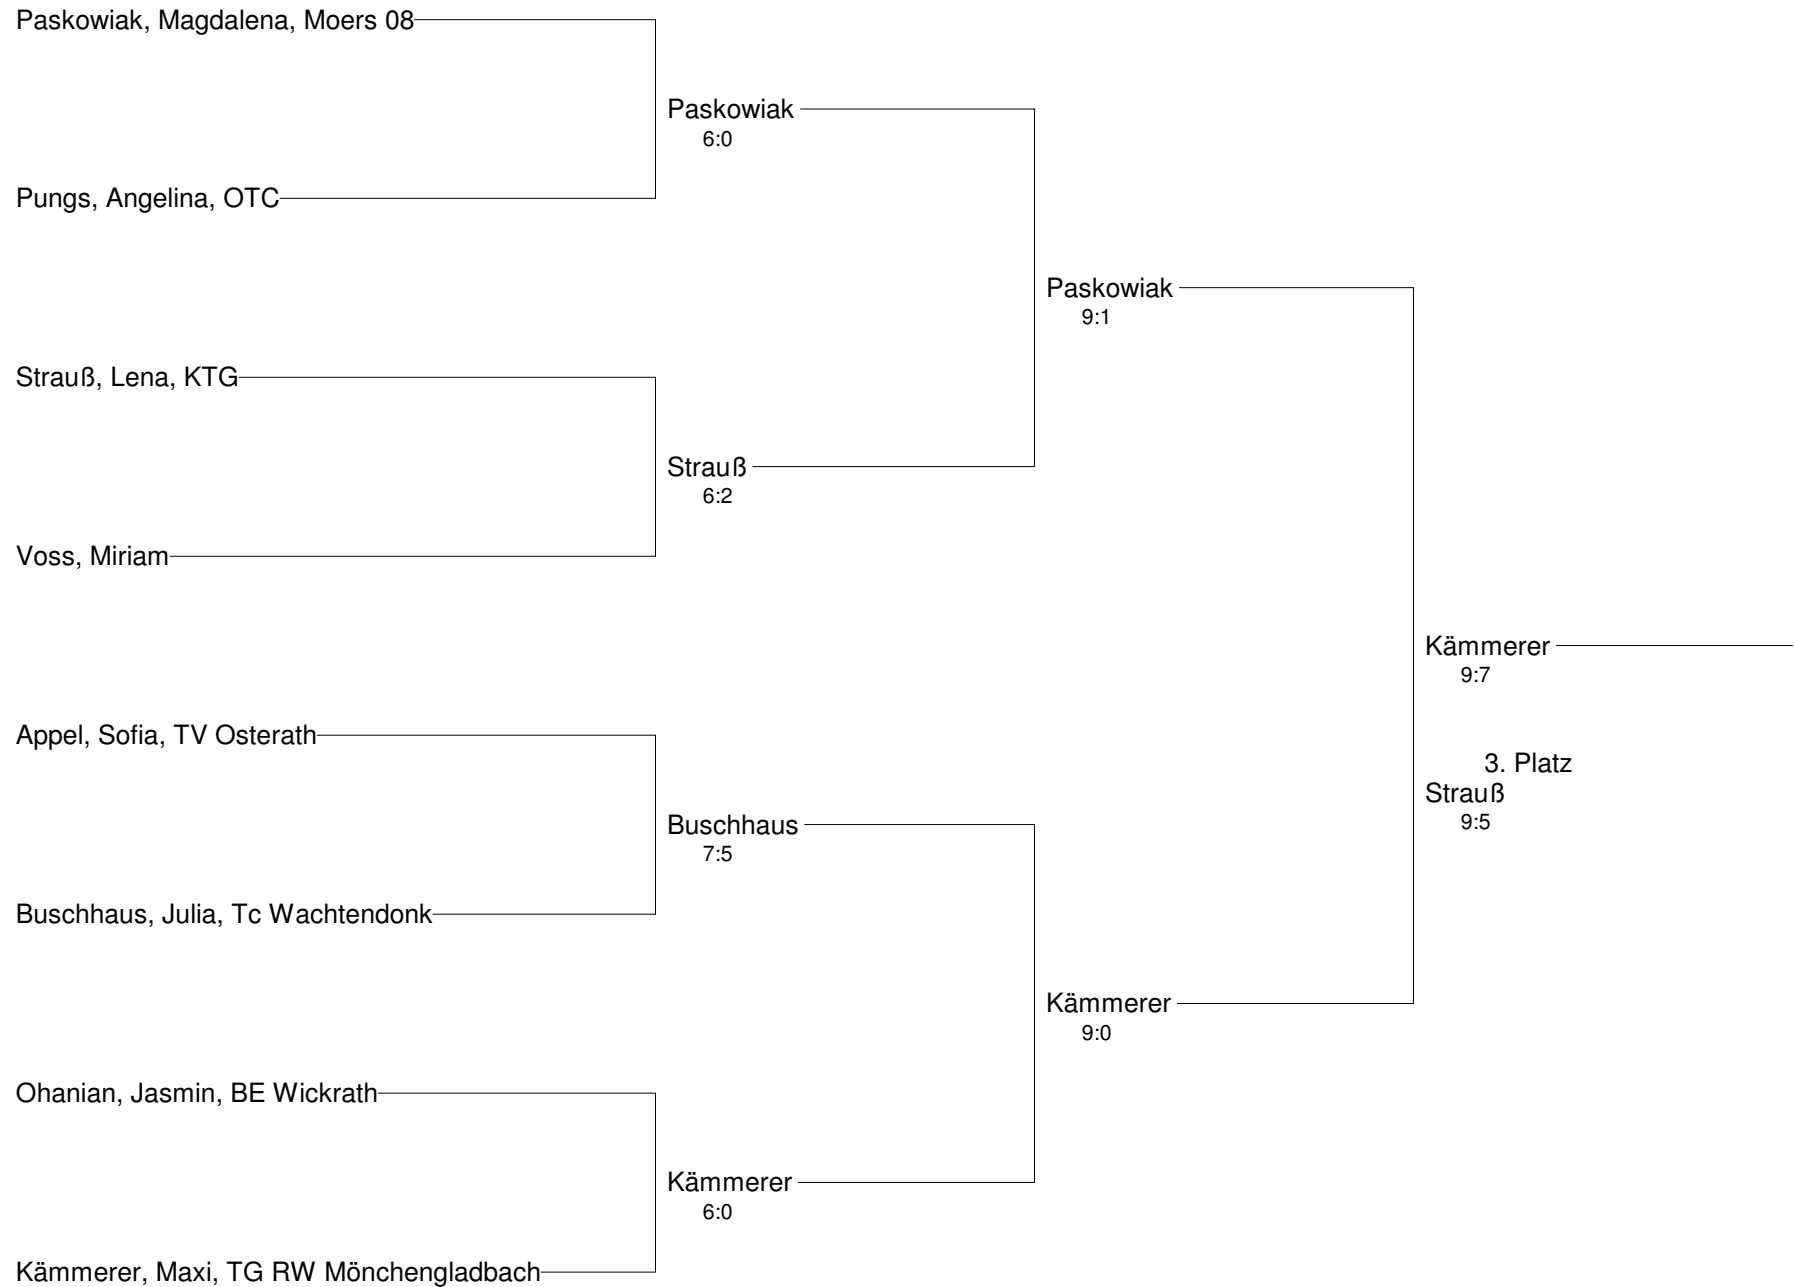 Paskowiak, Magdalena, Moers 08
Paskowiak
6:0
Pungs, Angelina, OTC
Paskowiak
9:1
Strauß, Lena, KTG
Strauß
6:2
Voss, Miriam
Kämmerer
9:7
Appel, Sofia, TV Osterath
3. Platz
Strauß
9:5
Buschhaus
7:5
Buschhaus, Julia, Tc Wachtendonk
Kämmerer
9:0
Ohanian, Jasmin, BE Wickrath
Kämmerer
6:0
Kämmerer, Maxi, TG RW Mönchengladbach